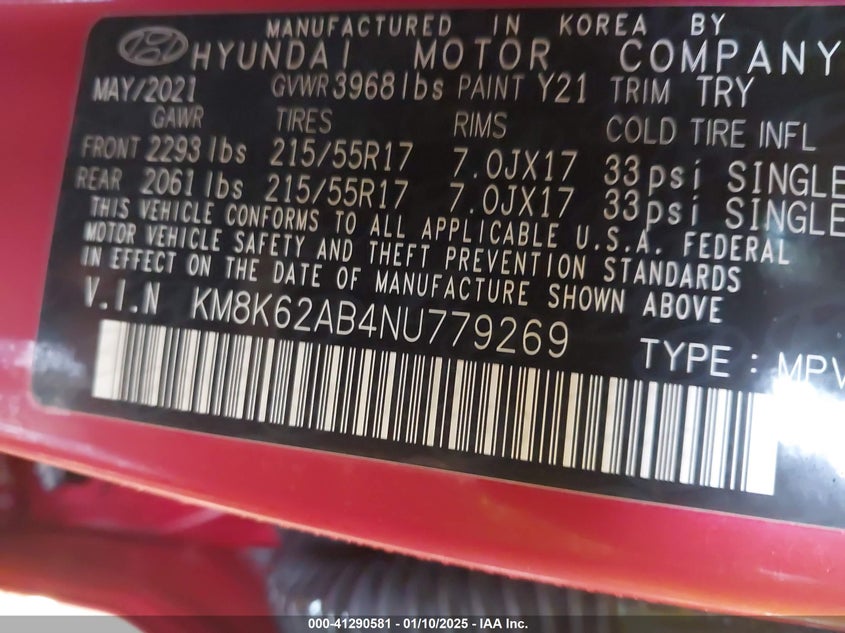 MANUFACTURED IN KOREA BY
HYUNDAI MOTOR COMPANY
MAY/2021 GVWR 3968 lbs PAINT Y21 TRIM TRY
GAWR TIRES RIMS COLD TIRE INFL
FRONT 2293 lbs 215/55R17 7.0JX17 33psi SINGLE
REAR 2061 lbs 215/55R17 7.0JX17 33psi SINGLE
THIS VEHICLE CONFORMS TO ALL APPLICABLE U.S.A. FEDERAL
MOTOR VEHICLE SAFETY AND THEFT PREVENTION STANDARDS
IN EFFECT ON THE DATE OF MANUFACTURE SHOWN ABOVE
V.I.N KM8K62AB4NU779269 TYPE : MPV
000-41290581 - 01/10/2025 - IAA Inc.